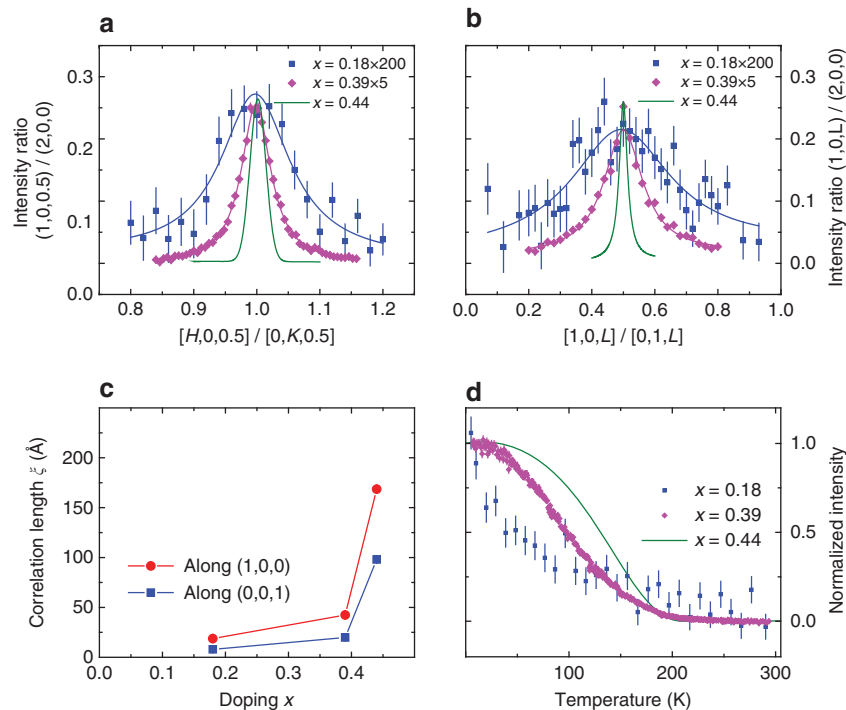 a
Intensity ratio
(1,0,0.5) / (2,0,0)
0.3
0.2
0.1
0.0
x = 0.18×200
x = 0.39×5
x = 0.44
0.8 0.9 1.0 1.1 1.2
[H,0,0.5] / [0,K,0.5]
b
x = 0.18×200
x = 0.39×5
x = 0.44
0.3
0.2
0.1
0.0
Intensity ratio (1,0,L) / (2,0,0)
0.0 0.2 0.4 0.6 0.8 1.0
[1,0,L] / [0,1,L]
c
Correlation length ξ (Å)
200
150
100
50
0
Along (1,0,0)
Along (0,0,1)
0.0 0.1 0.2 0.3 0.4 0.5
Doping x
d
x = 0.18
x = 0.39
x = 0.44
1.0
0.5
0.0
Normalized intensity
100 200 300
Temperature (K)